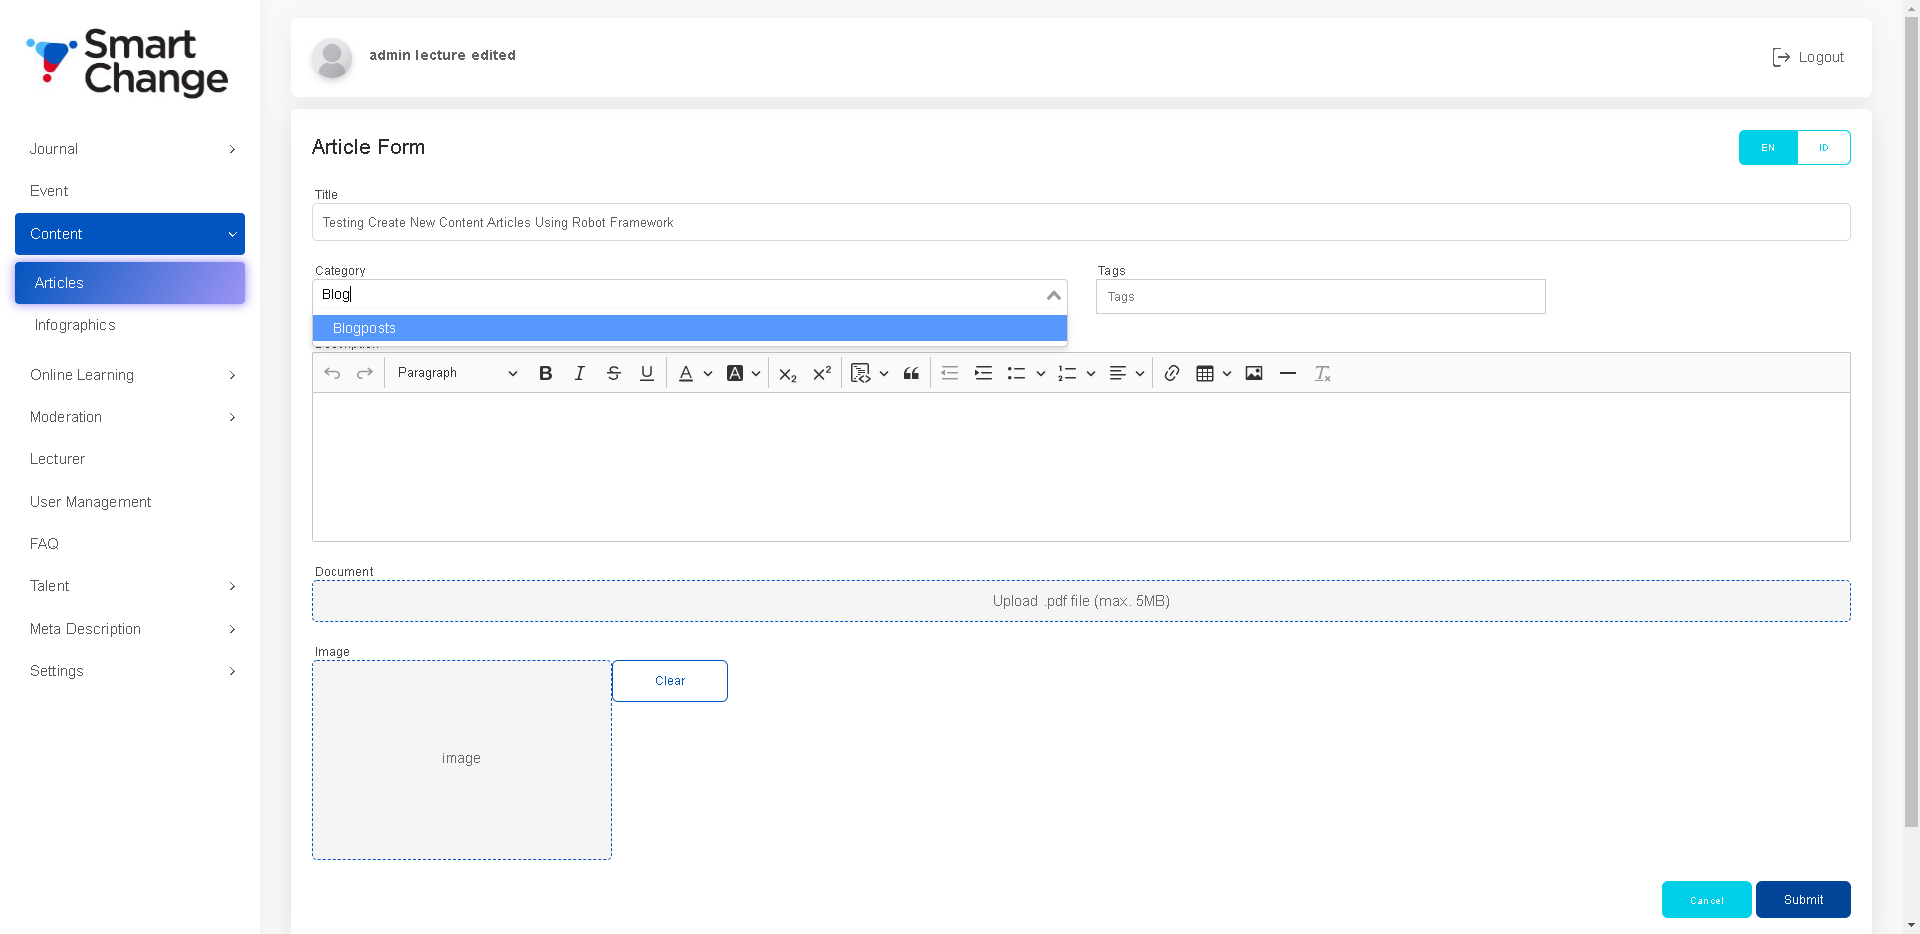 Smart
Change
admin lecture edited
Logout
Journal
Event
Content
Articles
Infographics
Online Learning
Moderation
Lecturer
User Management
FAQ
Talent
Meta Description
Settings
Article Form
EN
ID
Title
Testing Create New Content Articles Using Robot Framework
Category
Tags
Blog
Tags
Blogposts
Paragraph
Document
Upload .pdf file (max. 5MB)
Image
image
Clear
Cancel
Submit